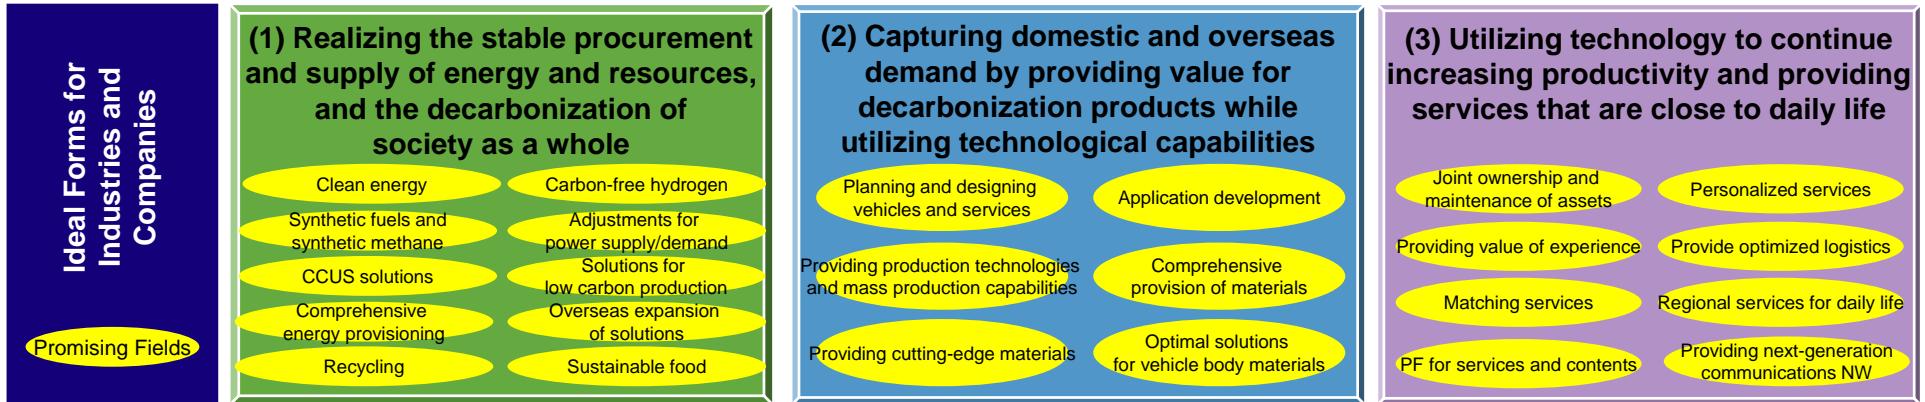 Ideal Forms for
Industries and
Companies
Promising Fields
(1) Realizing the stable procurement
and supply of energy and resources,
and the decarbonization of
society as a whole
Clean energy
Carbon-free hydrogen
Synthetic fuels and
synthetic methane
Adjustments for
power supply/demand
CCUS solutions
Solutions for
low carbon production
Comprehensive
energy provisioning
Overseas expansion
of solutions
Recycling
Sustainable food
(2) Capturing domestic and overseas
demand by providing value for
decarbonization products while
utilizing technological capabilities
Planning and designing
vehicles and services
Application development
Providing production technologies
and mass production capabilities
Comprehensive
provision of materials
Providing cutting-edge materials
Optimal solutions
for vehicle body materials
(3) Utilizing technology to continue
increasing productivity and providing
services that are close to daily life
Joint ownership and
maintenance of assets
Personalized services
Providing value of experience
Provide optimized logistics
Matching services
Regional services for daily life
PF for services and contents
Providing next-generation
communications NW